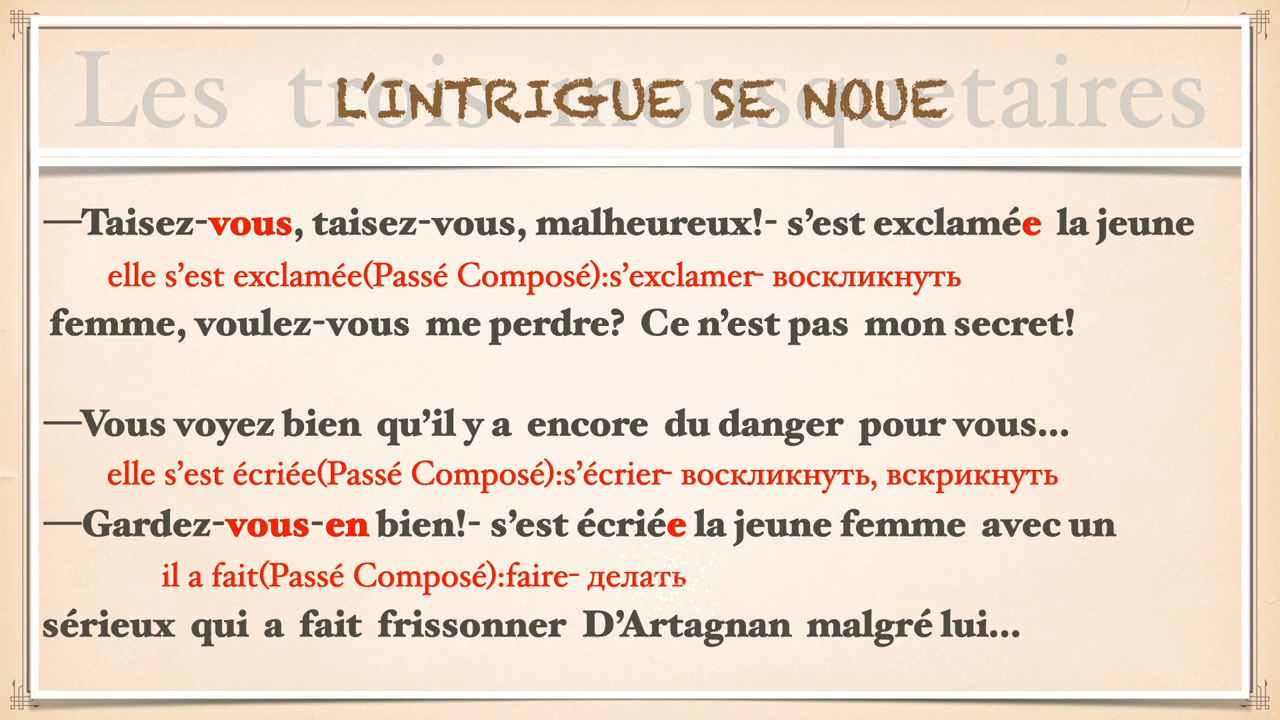 Les trois mousquetaires
L'INTRIGUE SE NOUE
—Taisez-vous, taisez-vous, malheureux!- s'est exclamée la jeune
elle s'est exclamée(Passé Composé):s'exclamer- воскликнуть
femme, voulez-vous me perdre? Ce n'est pas mon secret!
—Vous voyez bien qu'il y a encore du danger pour vous...
elle s'est écriée(Passé Composé):s'écrier- воскликнуть, вскрикнуть
—Gardez-vous-en bien!- s'est écriée la jeune femme avec un
il a fait(Passé Composé):faire- делать
sérieux qui a fait frissonner D'Artagnan malgré lui...